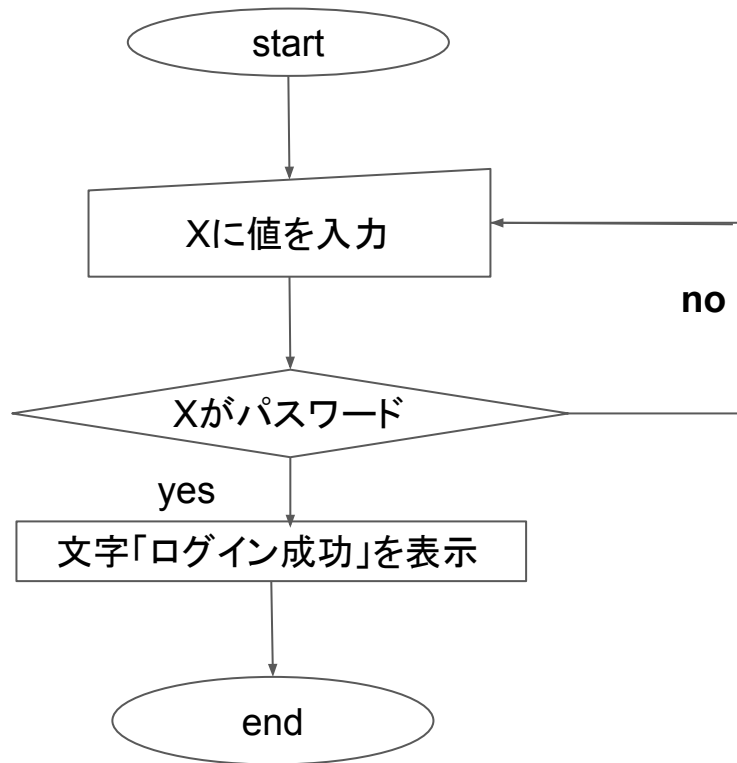 start
Xに値を入力
no
Xがパスワード
yes
文字「ログイン成功」を表示
end